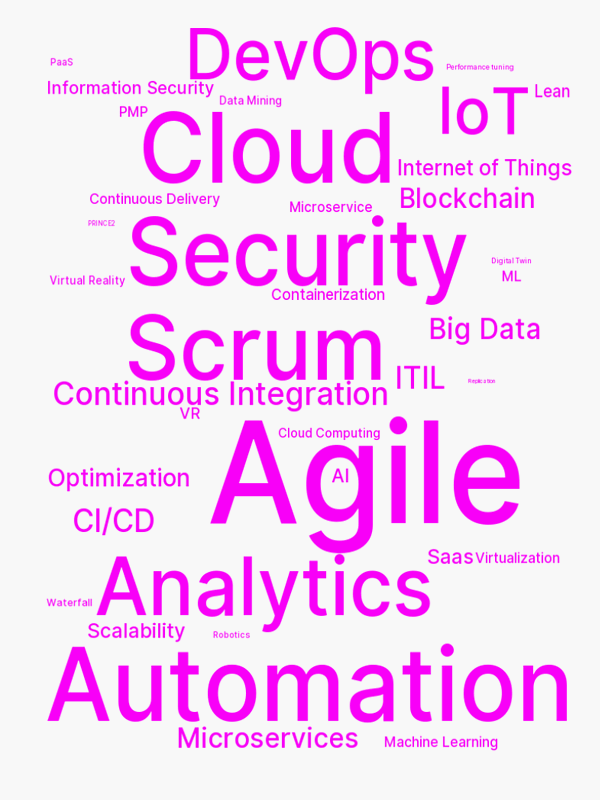 DevOps
PaaS
Performance tuning
Information Security
Lean
Data Mining
IoT
PMP
Cloud
Internet of Things
Blockchain
Continuous Delivery
Microservice
PRINCE2
Security
Digital Twin
ML
Virtual Reality
Containerization
Big Data
Scrum
ITIL
Replication
Continuous Integration
VR
Cloud Computing
Agile
AI
Optimization
CI/CD
Saas
Virtualization
Analytics
Waterfall
Scalability
Robotics
Automation
Microservices
Machine Learning